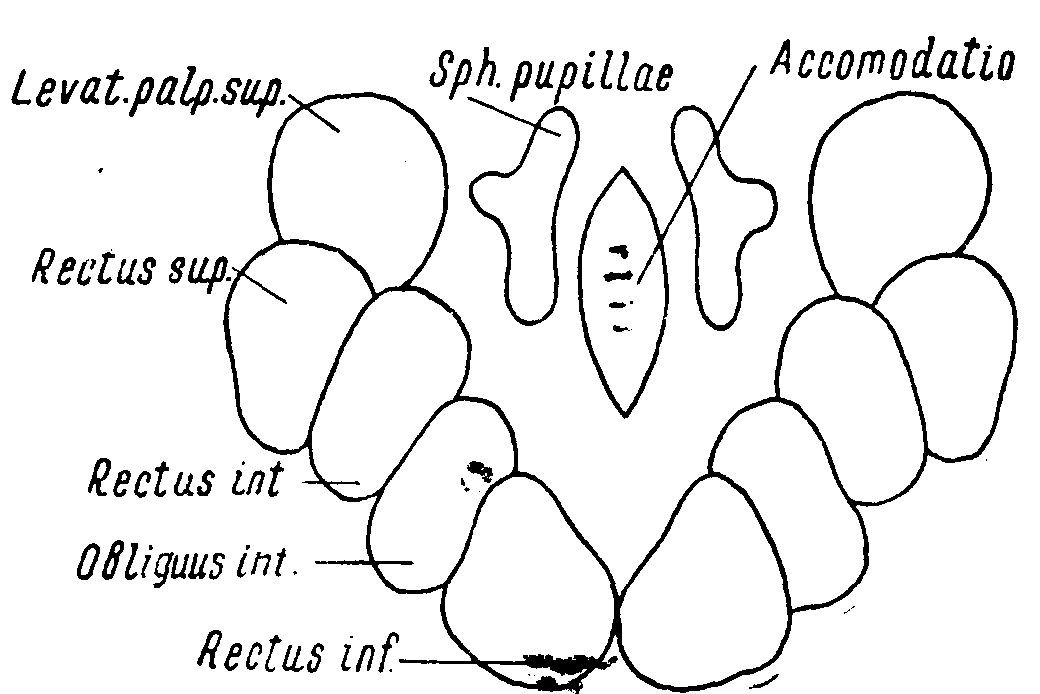 Levat.palp.sup.
Sph. pupillae
Accomodatio
Rectus sup.
Rectus int
Obliguus int.
Rectus inf.